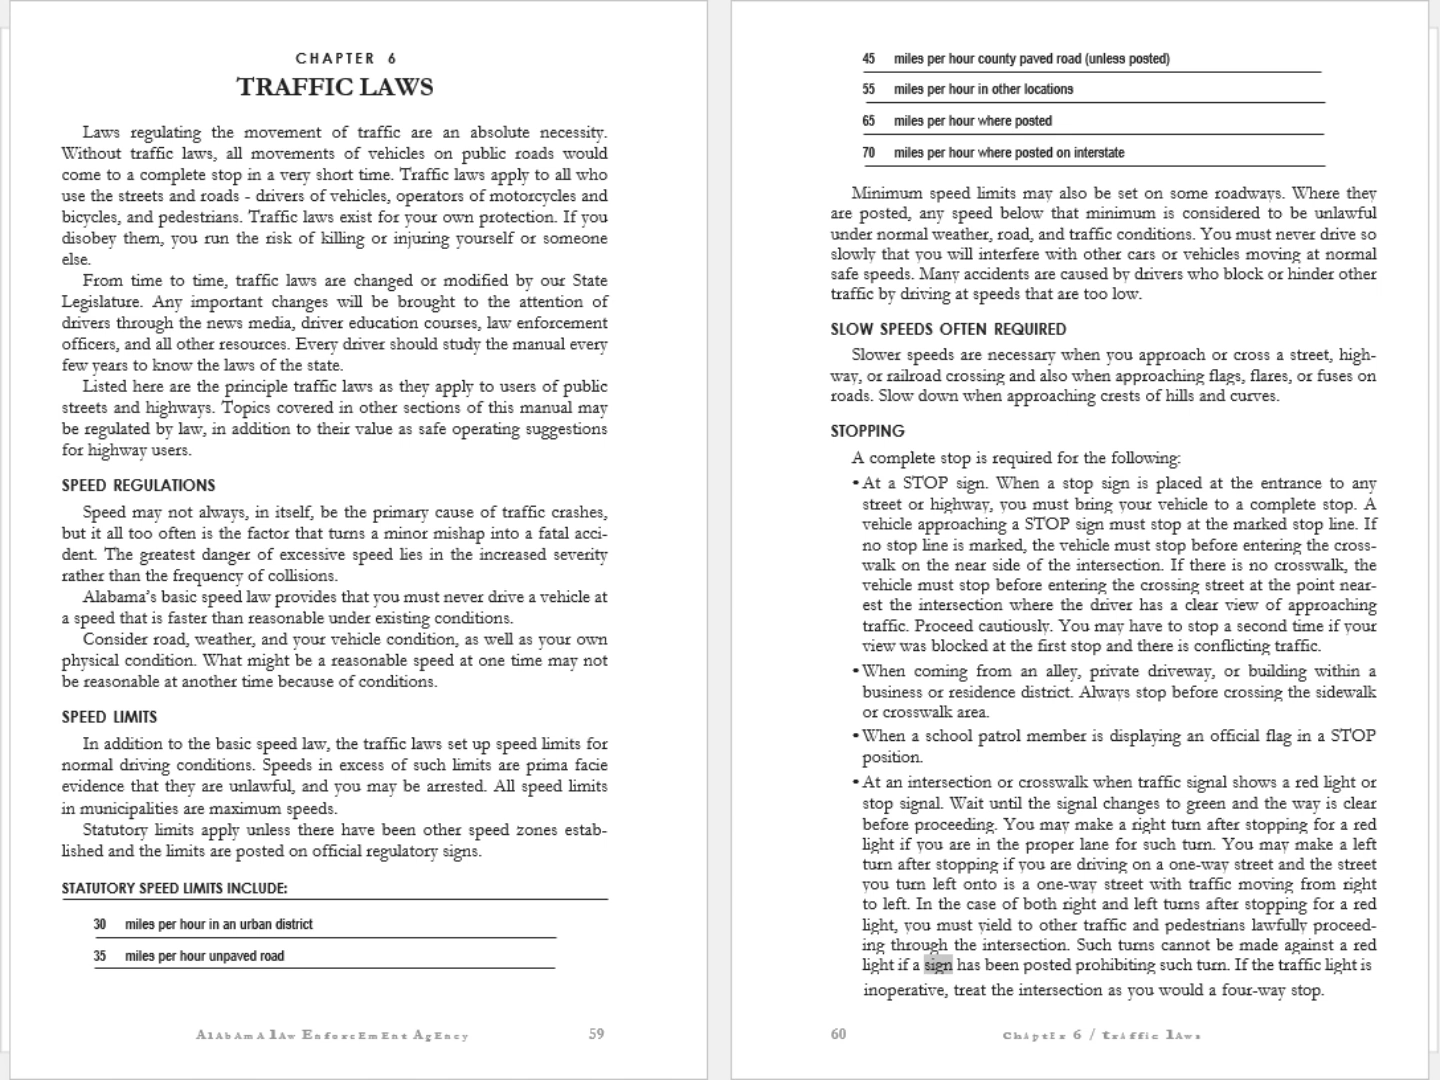 CHAPTER 6
TRAFFIC LAWS
Laws regulating the movement of traffic are an absolute necessity.
Without traffic laws, all movements of vehicles on public roads would
come to a complete stop in a very short time. Traffic laws apply to all who
use the streets and roads - drivers of vehicles, operators of motorcycles and
bicycles, and pedestrians. Traffic laws exist for your own protection. If you
disobey them, you run the risk of killing or injuring yourself or someone
else.
From time to time, traffic laws are changed or modified by our State
Legislature. Any important changes will be brought to the attention of
drivers through the news media, driver education courses, law enforcement
officers, and all other resources. Every driver should study the manual every
few years to know the laws of the state.
Listed here are the principle traffic laws as they apply to users of public
streets and highways. Topics covered in other sections of this manual may
be regulated by law, in addition to their value as safe operating suggestions
for highway users.
SPEED REGULATIONS
Speed may not always, in itself, be the primary cause of traffic crashes,
but it all too often is the factor that turns a minor mishap into a fatal acci-
dent. The greatest danger of excessive speed lies in the increased severity
rather than the frequency of collisions.
Alabama's basic speed law provides that you must never drive a vehicle at
a speed that is faster than reasonable under existing conditions.
Consider road, weather, and your vehicle condition, as well as your own
physical condition. What might be a reasonable speed at one time may not
be reasonable at another time because of conditions.
SPEED LIMITS
In addition to the basic speed law, the traffic laws set up speed limits for
normal driving conditions. Speeds in excess of such limits are prima facie
evidence that they are unlawful, and you may be arrested. All speed limits
in municipalities are maximum speeds.
Statutory limits apply unless there have been other speed zones estab-
lished and the limits are posted on official regulatory signs.
STATUTORY SPEED LIMITS INCLUDE:
30 miles per hour in an urban district
35 miles per hour unpaved road
Alabama Law Enforcement Agency 59
45 miles per hour county paved road (unless posted)
55 miles per hour in other locations
65 miles per hour where posted
70 miles per hour where posted on interstate
Minimum speed limits may also be set on some roadways. Where they
are posted, any speed below that minimum is considered to be unlawful
under normal weather, road, and traffic conditions. You must never drive so
slowly that you will interfere with other cars or vehicles moving at normal
safe speeds. Many accidents are caused by drivers who block or hinder other
traffic by driving at speeds that are too low.
SLOW SPEEDS OFTEN REQUIRED
Slower speeds are necessary when you approach or cross a street, high-
way, or railroad crossing and also when approaching flags, flares, or fuses on
roads. Slow down when approaching crests of hills and curves.
STOPPING
A complete stop is required for the following:
• At a STOP sign. When a stop sign is placed at the entrance to any
street or highway, you must bring your vehicle to a complete stop. A
vehicle approaching a STOP sign must stop at the marked stop line. If
no stop line is marked, the vehicle must stop before entering the cross-
walk on the near side of the intersection. If there is no crosswalk, the
vehicle must stop before entering the crossing street at the point near-
est the intersection where the driver has a clear view of approaching
traffic. Proceed cautiously. You may have to stop a second time if your
view was blocked at the first stop and there is conflicting traffic.
• When coming from an alley, private driveway, or building within a
business or residence district. Always stop before crossing the sidewalk
or crosswalk area.
• When a school patrol member is displaying an official flag in a STOP
position.
• At an intersection or crosswalk when traffic signal shows a red light or
stop signal. Wait until the signal changes to green and the way is clear
before proceeding. You may make a right turn after stopping for a red
light if you are in the proper lane for such turn. You may make a left
turn after stopping if you are driving on a one-way street and the street
you turn left onto is a one-way street with traffic moving from right
to left. In the case of both right and left turns after stopping for a red
light, you must yield to other traffic and pedestrians lawfully proceed-
ing through the intersection. Such turns cannot be made against a red
light if a sign has been posted prohibiting such turn. If the traffic light is
inoperative, treat the intersection as you would a four-way stop.
60 Chapter 6 / Traffic Laws